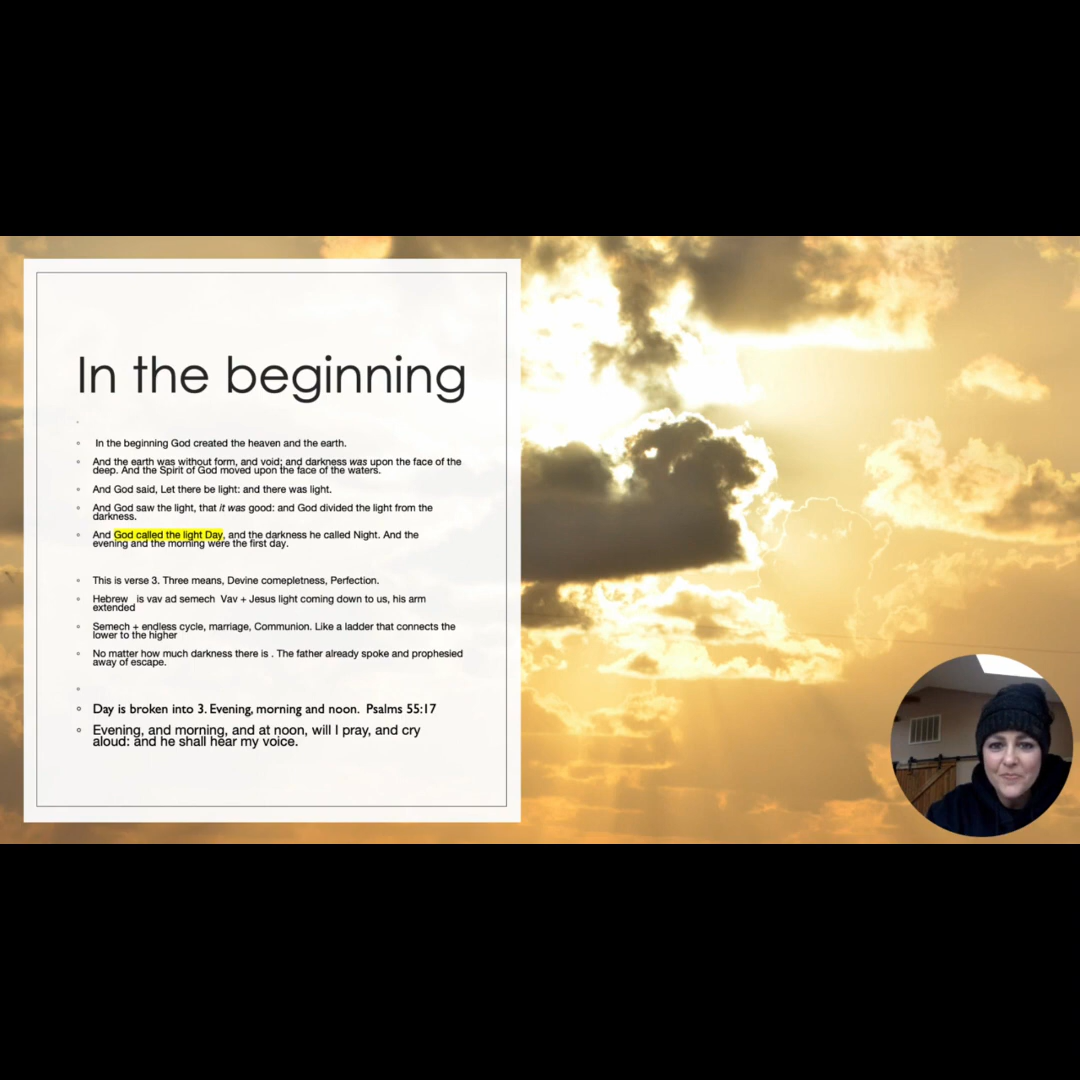 In the beginning
In the beginning God created the heaven and the earth.
And the earth was without form, and void; and darkness was upon the face of the
deep. And the Spirit of God moved upon the face of the waters.
And God said, Let there be light: and there was light.
And God saw the light, that it was good: and God divided the light from the
darkness.
And God called the light Day, and the darkness he called Night. And the
evening and the morning were the first day.
This is verse 3. Three means, Devine comepletness, Perfection.
Hebrew is vav ad semech Vav + Jesus light coming down to us, his arm
extended
Semech + endless cycle, marriage, Communion. Like a ladder that connects the
lower to the higher
No matter how much darkness there is . The father already spoke and prophesied
away of escape.
Day is broken into 3. Evening, morning and noon. Psalms 55:17
Evening, and morning, and at noon, will I pray, and cry
aloud: and he shall hear my voice.